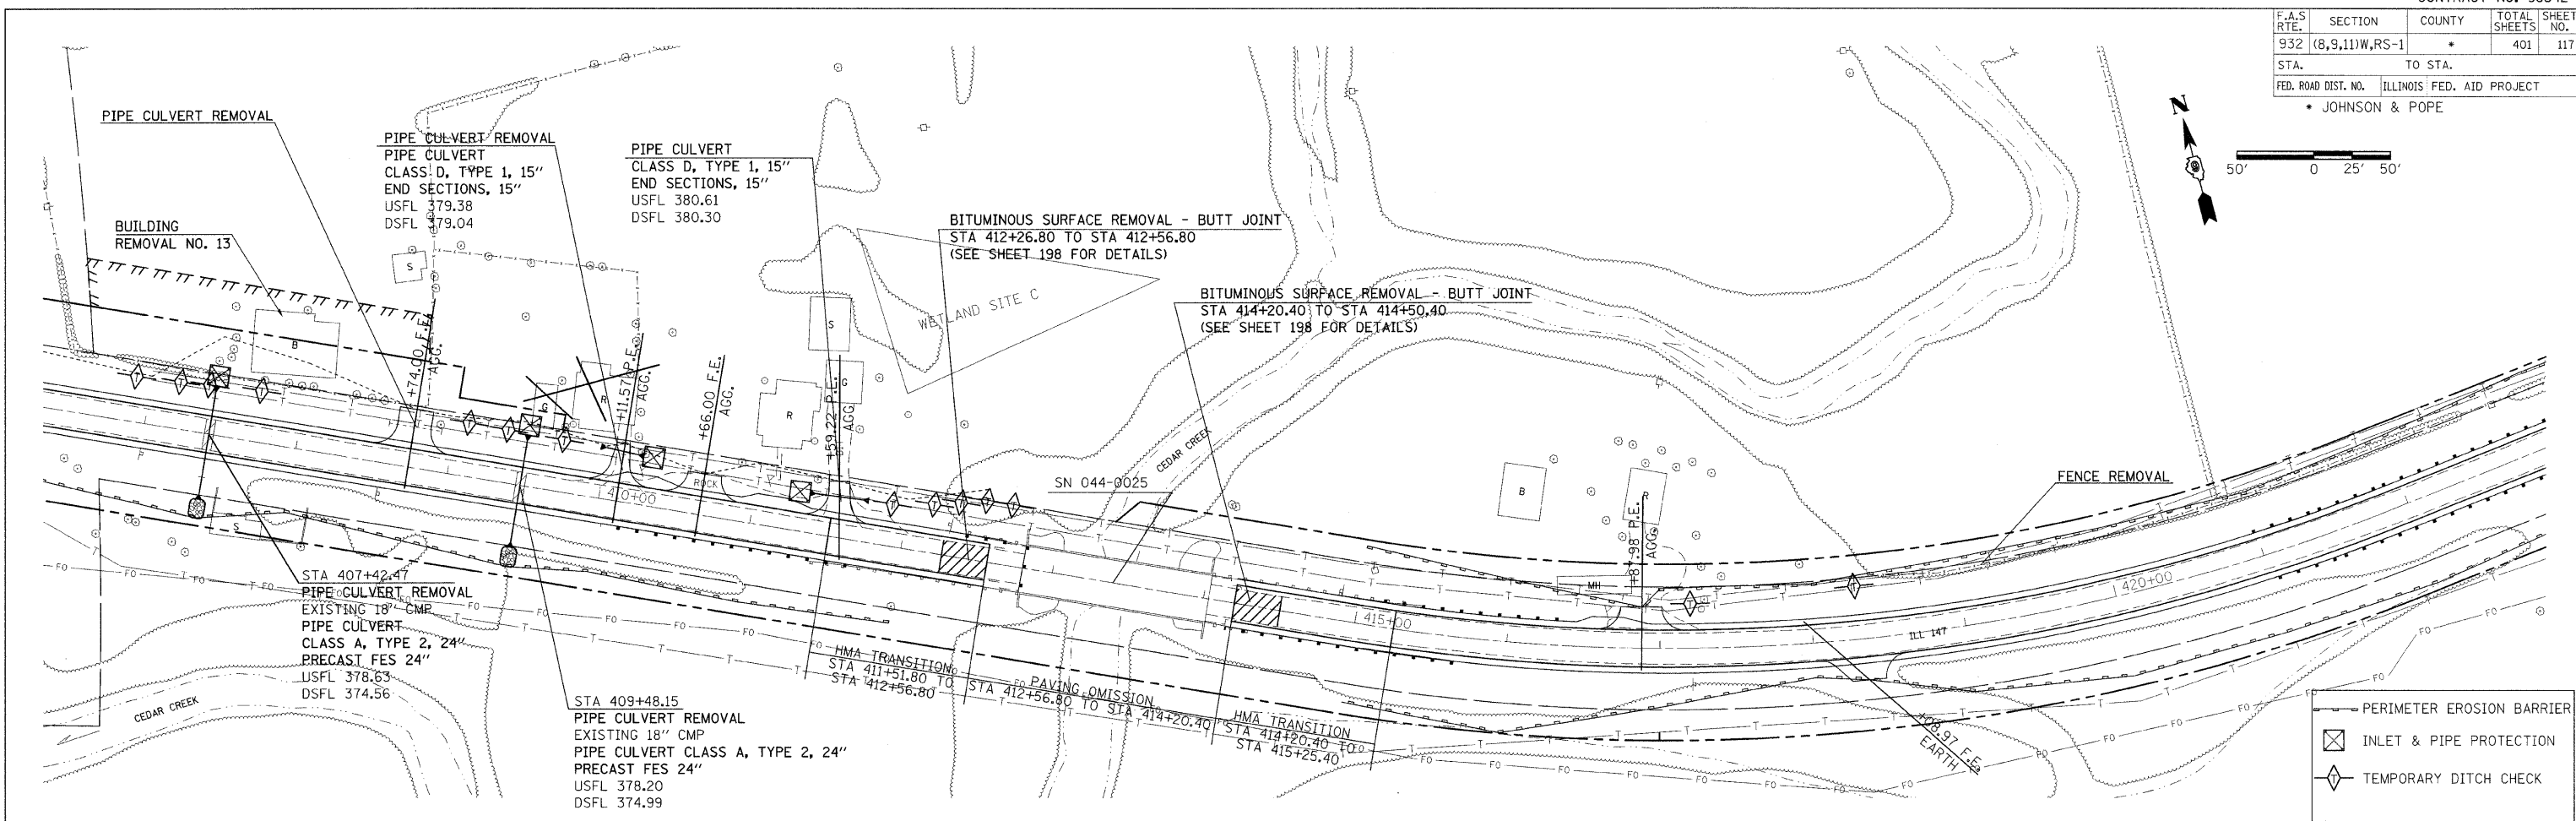 F.A.S RTE. SECTION COUNTY TOTAL SHEETS SHEET NO.
932 (8,9,11)W,RS-1 * 401 117
STA. TO STA.
FED. ROAD DIST. NO. ILLINOIS FED. AID PROJECT
* JOHNSON & POPE
N
50' 0 25' 50'
PIPE CULVERT REMOVAL
PIPE CULVERT REMOVAL
PIPE CULVERT
CLASS D, TYPE 1, 15"
END SECTIONS, 15"
USFL 379.38
DSFL 379.04
PIPE CULVERT
CLASS D, TYPE 1, 15"
END SECTIONS, 15"
USFL 380.61
DSFL 380.30
BUILDING
REMOVAL NO. 13
BITUMINOUS SURFACE REMOVAL - BUTT JOINT
STA 412+26.80 TO STA 412+56.80
(SEE SHEET 198 FOR DETAILS)
BITUMINOUS SURFACE REMOVAL - BUTT JOINT
STA 414+20.40 TO STA 414+50.40
(SEE SHEET 198 FOR DETAILS)
WETLAND SITE C
S
B
+74.00 F.E.
AGG.
G
R
+11.57 P.E.
AGG.
+66.00 F.E.
AGG.
S
G
R
+59.22 P.E.
AGG
410+00
ROCK
CEDAR CREEK
SN 044-0025
B
R
+87.98 P.E.
AGG.
MH
FENCE REMOVAL
415+00
ILL 147
420+00
+08.97 F.E.
EARTH
S
STA 407+42.47
PIPE CULVERT REMOVAL
EXISTING 18" CMP
PIPE CULVERT
CLASS A, TYPE 2, 24"
PRECAST FES 24"
USFL 378.63
DSFL 374.56
CEDAR CREEK
STA 409+48.15
PIPE CULVERT REMOVAL
EXISTING 18" CMP
PIPE CULVERT CLASS A, TYPE 2, 24"
PRECAST FES 24"
USFL 378.20
DSFL 374.99
HMA TRANSITION
STA 411+51.80 TO
STA 412+56.80
PAVING OMISSION
STA 412+56.80 TO STA 414+20.40
HMA TRANSITION
STA 414+20.40 TO
STA 415+25.40
PERIMETER EROSION BARRIER
INLET & PIPE PROTECTION
T TEMPORARY DITCH CHECK